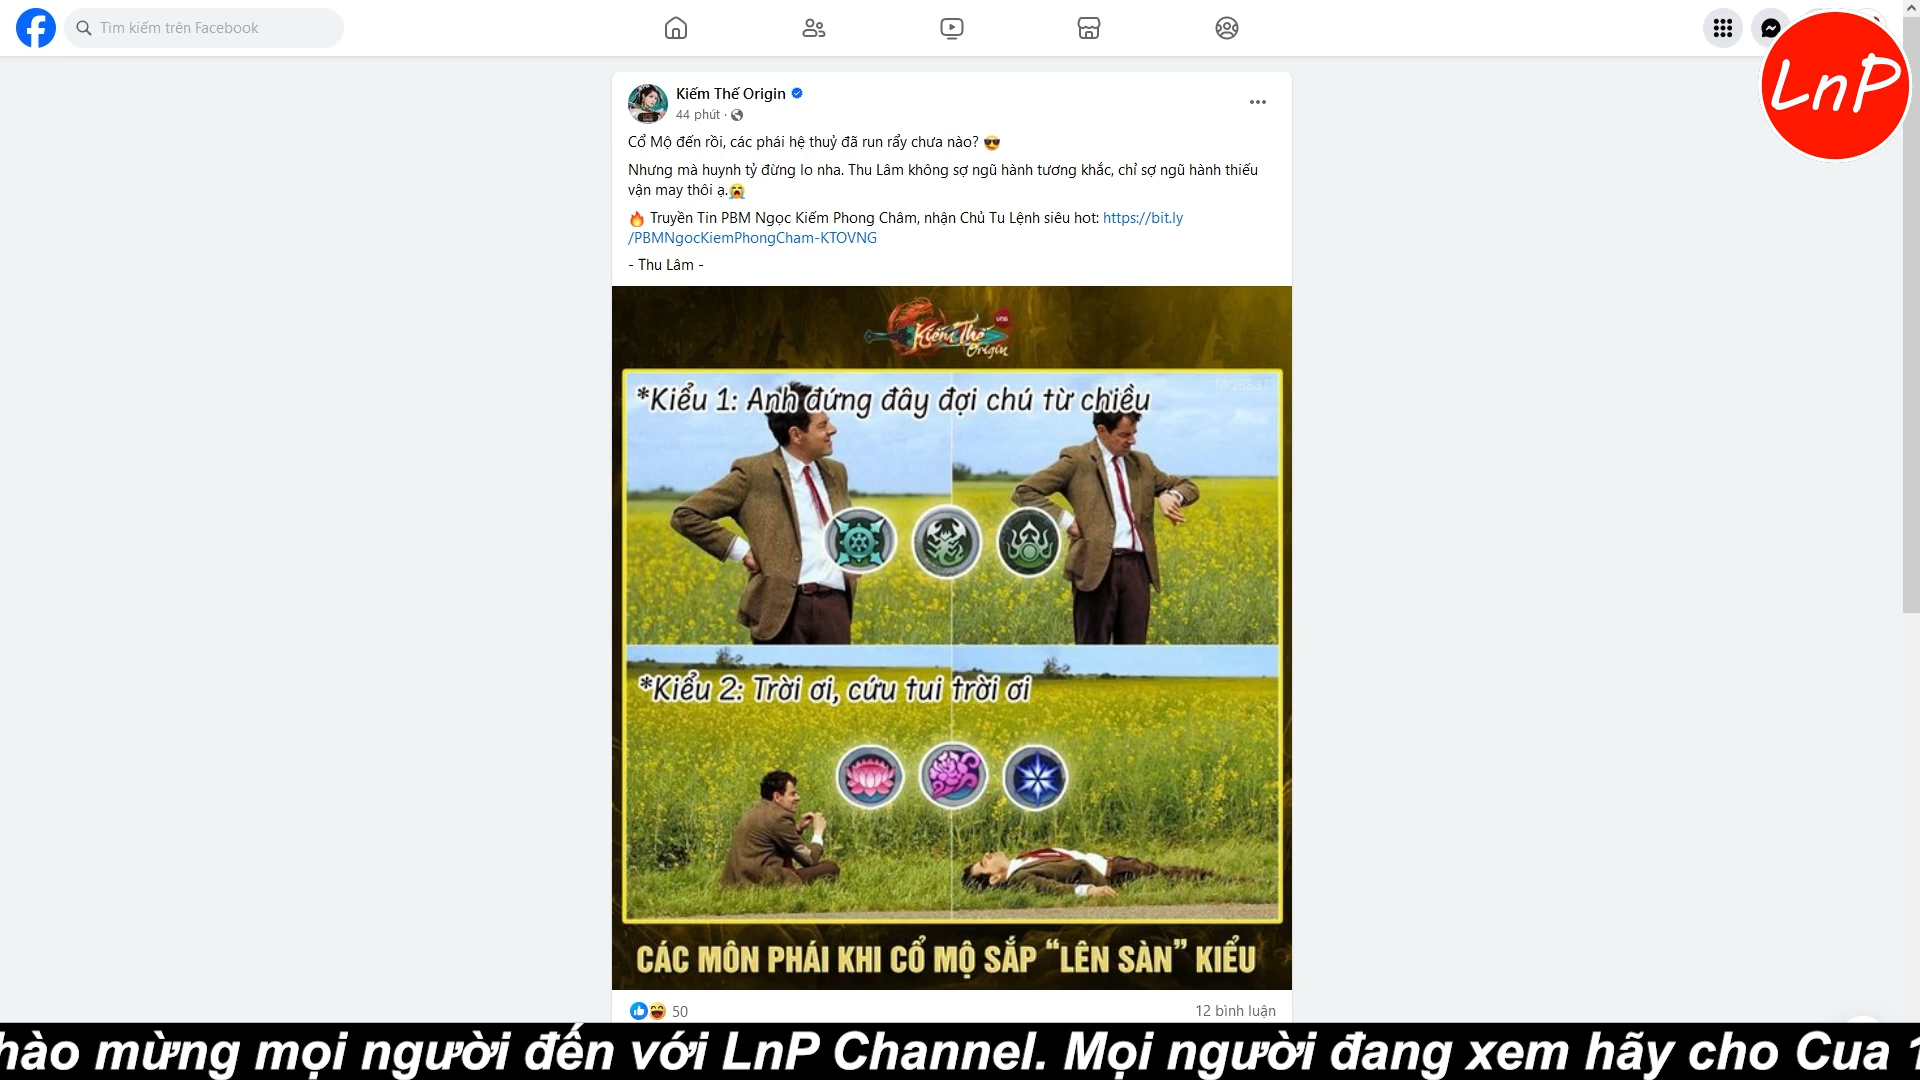 Tìm kiếm trên Facebook
LnP
Kiếm Thế Origin
44 phút ·
Cổ Mộ đến rồi, các phái hệ thuỷ đã run rẩy chưa nào? 😎
Nhưng mà huynh tỷ đừng lo nha. Thu Lâm không sợ ngũ hành tương khắc, chỉ sợ ngũ hành thiếu
vận may thôi ạ.😭
🔥 Truyền Tin PBM Ngọc Kiếm Phong Châm, nhận Chủ Tu Lệnh siêu hot: https://bit.ly
/PBMNgocKiemPhongCham-KTOVNG
- Thu Lâm -
VNG
Kiếm Thế
Origin
*Kiểu 1: Anh đứng đây đợi chú từ chiều
*Kiểu 2: Trời ơi, cứu tui trời ơi
CÁC MÔN PHÁI KHI CỔ MỘ SẮP “LÊN SÀN” KIỂU
50
12 bình luận
hào mừng mọi người đến với LnP Channel. Mọi người đang xem hãy cho Cua 1